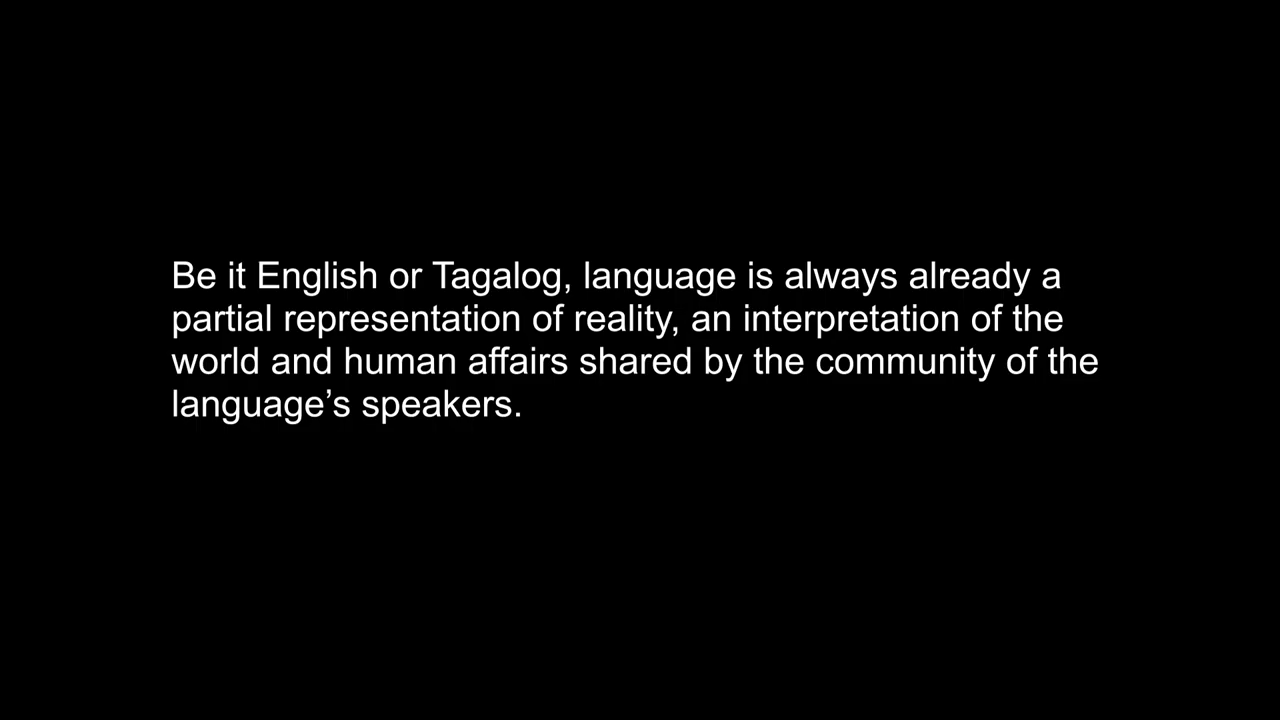 Be it English or Tagalog, language is always already a
partial representation of reality, an interpretation of the
world and human affairs shared by the community of the
language’s speakers.